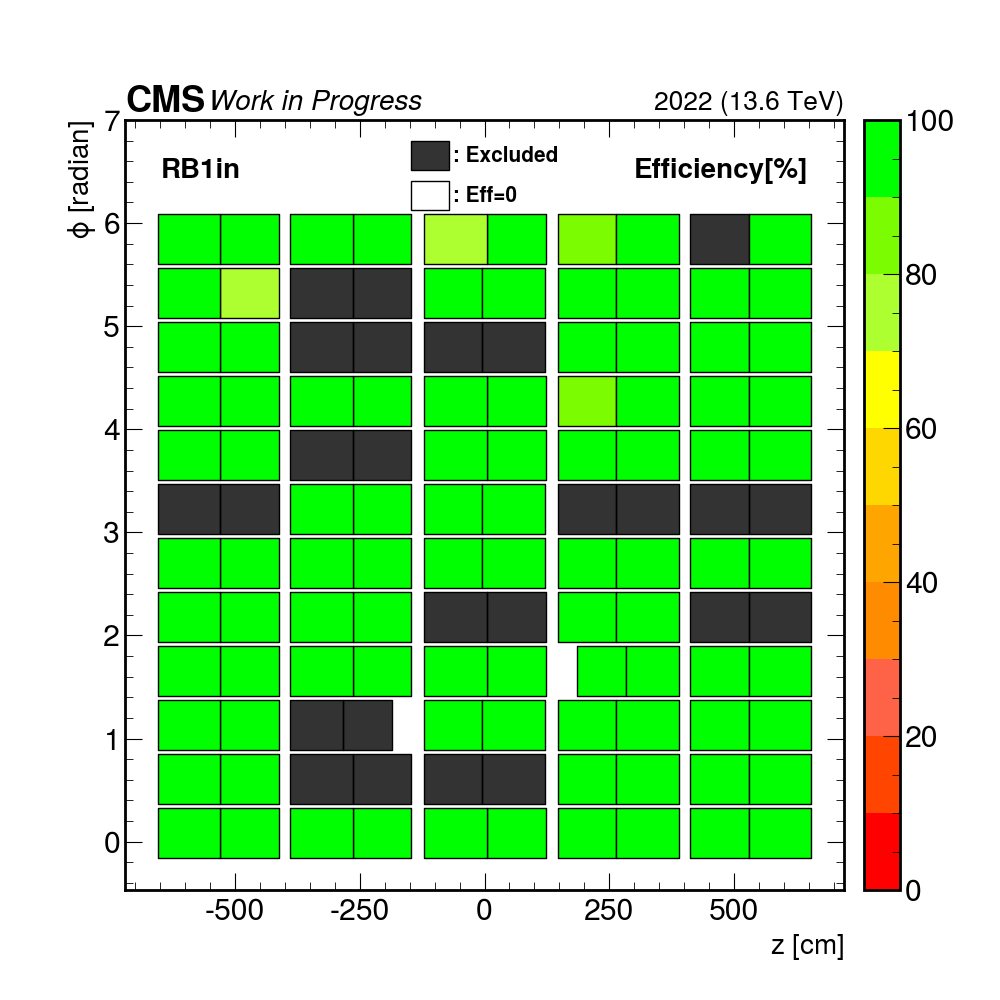 CMS Work in Progress 2022 (13.6 TeV)
RB1in
: Excluded
: Eff=0
Efficiency[%]
ϕ [radian]
7
6
5
4
3
2
1
0
-500 -250 0 250 500
z [cm]
100
80
60
40
20
0